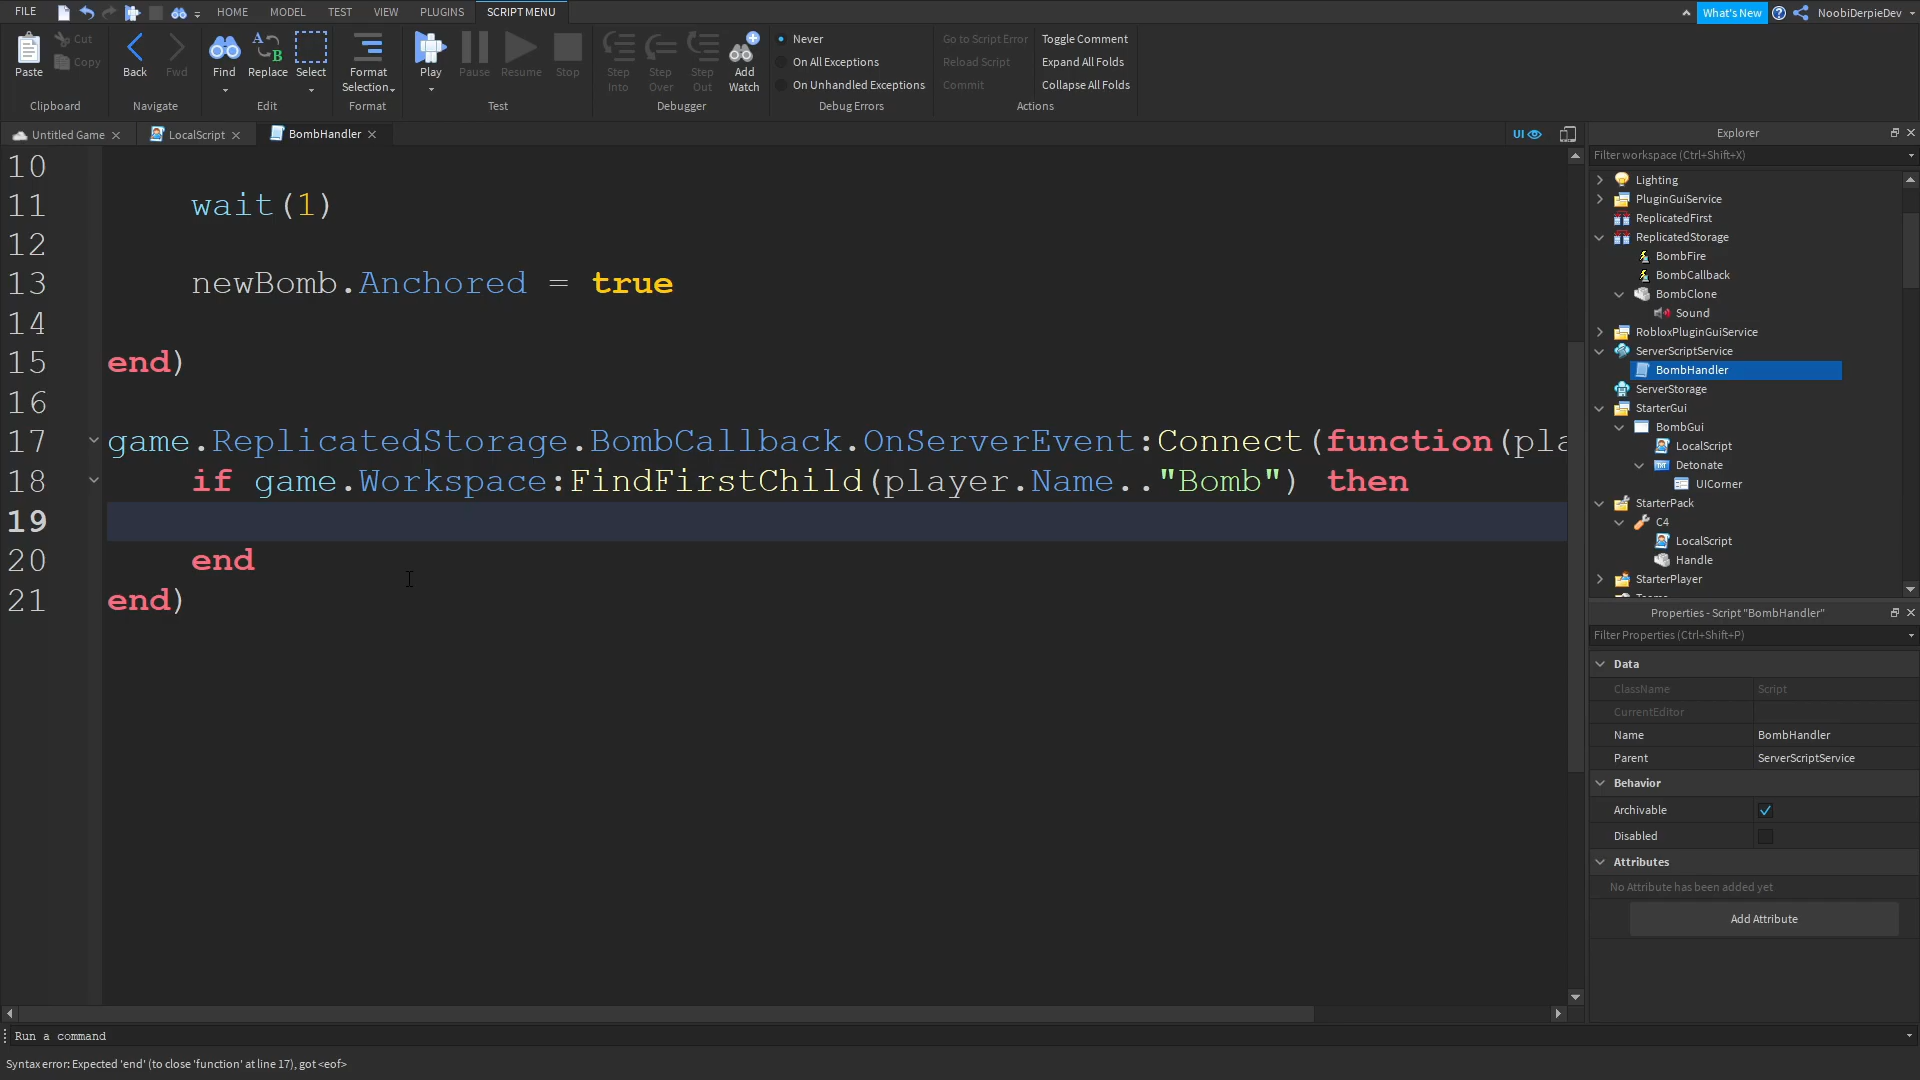 FILE HOME MODEL TEST VIEW PLUGINS SCRIPT MENU What's New NoobiDerpieDev
Paste Cut Copy Back Fwd Find Replace Select Format Selection Play Pause Resume Stop Step Into Step Over Step Out Add Watch
Never
On All Exceptions
On Unhandled Exceptions
Go to Script Error
Reload Script
Commit
Toggle Comment
Expand All Folds
Collapse All Folds
Clipboard Navigate Edit Format Test Debugger Debug Errors Actions
Untitled Game LocalScript BombHandler UI
10
11 wait(1)
12
13 newBomb.Anchored = true
14
15 end)
16
17 game.ReplicatedStorage.BombCallback.OnServerEvent:Connect(function(pla
18 if game.Workspace:FindFirstChild(player.Name.."Bomb") then
19
20 end
21 end)
Explorer
Filter workspace (Ctrl+Shift+X)
Lighting
PluginGuiService
ReplicatedFirst
ReplicatedStorage
BombFire
BombCallback
BombClone
Sound
RobloxPluginGuiService
ServerScriptService
BombHandler
ServerStorage
StarterGui
BombGui
LocalScript
Detonate
UICorner
StarterPack
C4
LocalScript
Handle
StarterPlayer
Properties - Script "BombHandler"
Filter Properties (Ctrl+Shift+P)
Data
ClassName Script
CurrentEditor
Name BombHandler
Parent ServerScriptService
Behavior
Archivable
Disabled
Attributes
No Attribute has been added yet
Add Attribute
Run a command
Syntax error: Expected 'end' (to close 'function' at line 17), got <eof>